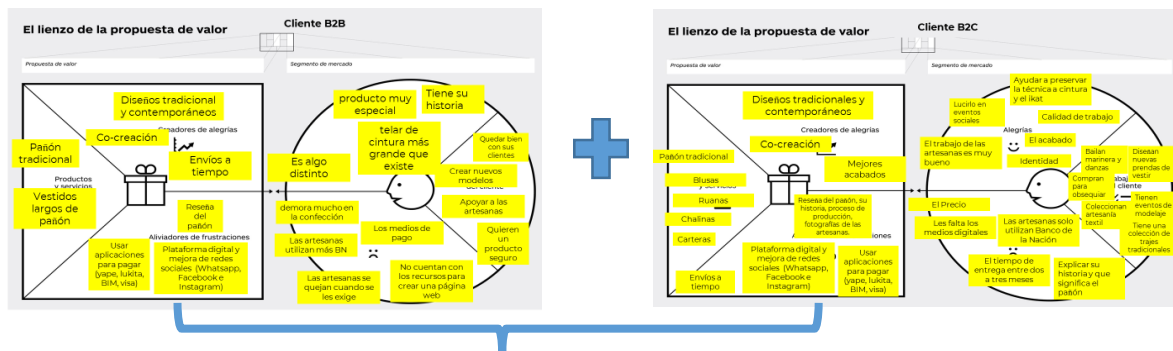 El lienzo de la propuesta de valor
Cliente B2B
Propuesta de valor
Segmento de mercado
Diseños tradicional
y contemporáneos
Creadores de alegrías
Co-creación
Pañón
tradicional
Envíos a
tiempo
Productos
y servicios
Vestidos
largos de
pañón
Reseña
del
pañón
Aliviadores de frustraciones
Usar
aplicaciones
para pagar
(yape, lukita,
BIM, visa)
Plataforma digital y
mejora de redes
sociales (Whatsapp,
Facebook e
Instagram)
producto muy
especial
Tiene su
historia
telar de
cintura más
grande que
existe
Quedar bien
con sus
clientes
Es algo
distinto
Crear nuevos
modelos
del cliente
Apoyar a las
artesanas
demora mucho en
la confección
Los medios de
pago
Quieren
un
producto
seguro
Las artesanas
utilizan más BN
Las artesanas se
quejan cuando se
les exige
No cuentan con
los recursos para
crear una página
web
El lienzo de la propuesta de valor
Cliente B2C
Propuesta de valor
Segmento de mercado
Diseños tradicionales y
contemporáneos
Creadores de alegrías
Co-creación
Pañón tradicional
Mejores
acabados
Blusas
y servicios
Ruanas
Chalinas
Carteras
Reseña del pañón, su
historia, proceso de
producción,
fotografías de las
artesanas.
Plataforma digital y
mejora de redes
sociales (Whatsapp,
Facebook e
Instagram)
Usar
aplicaciones
para pagar
(yape, lukita,
BIM, visa)
Envíos a
tiempo
Ayudar a preservar
la técnica a cintura
y el ikat
Lucirlo en
eventos
sociales
Calidad de trabajo
Alegrías
El trabajo de las
artesanas es muy
bueno
El acabado
Identidad
Bailan
marinera y
danzas
Diseñan
nuevas
prendas de
vestir
Compran
para
obsequiar
el cliente
El Precio
Coleccionan
artesanía
textil
Tienen
eventos de
modelaje
Les falta los
medios digitales
Las artesanas solo
utilizan Banco de
la Nación
Tiene una
colección de
trajes
tradicionales
El tiempo de
entrega entre dos
a tres meses
Explicar su
historia y que
significa el
pañón